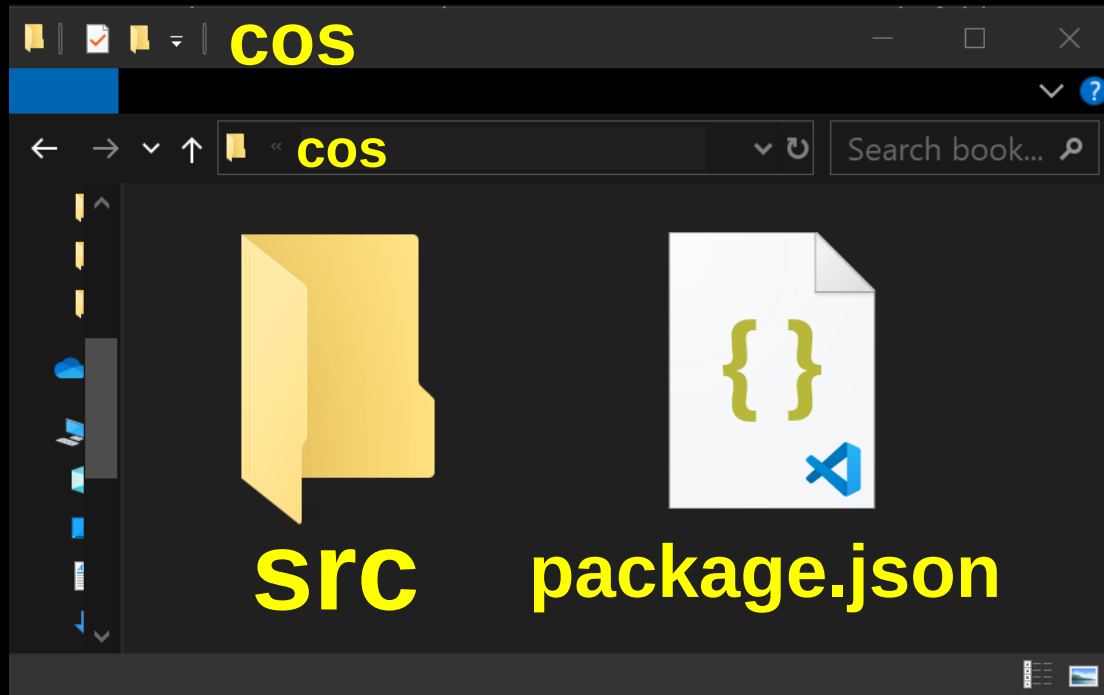 cos
?
« cos
Search book...
{ }
src
package.json